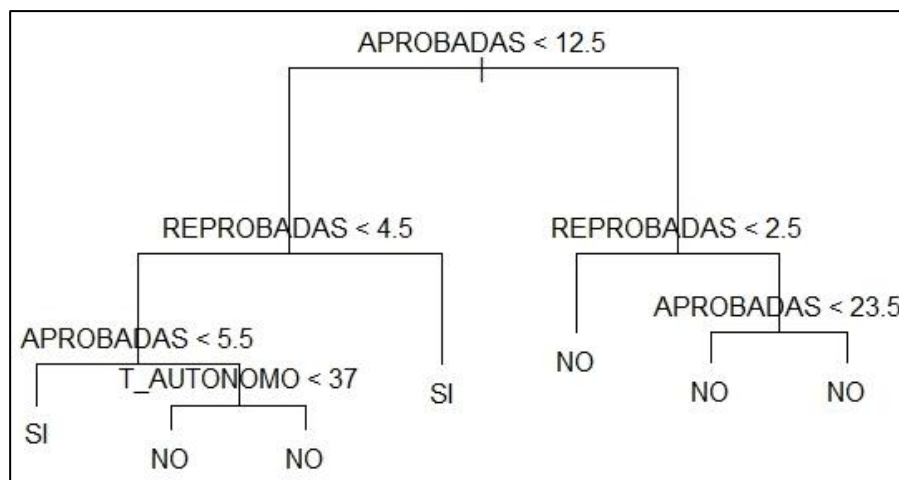 APROBADAS < 12.5
REPROBADAS < 4.5
REPROBADAS < 2.5
APROBADAS < 5.5
APROBADAS < 23.5
T_AUTONOMO < 37
SI
NO
NO
SI
NO
NO
NO